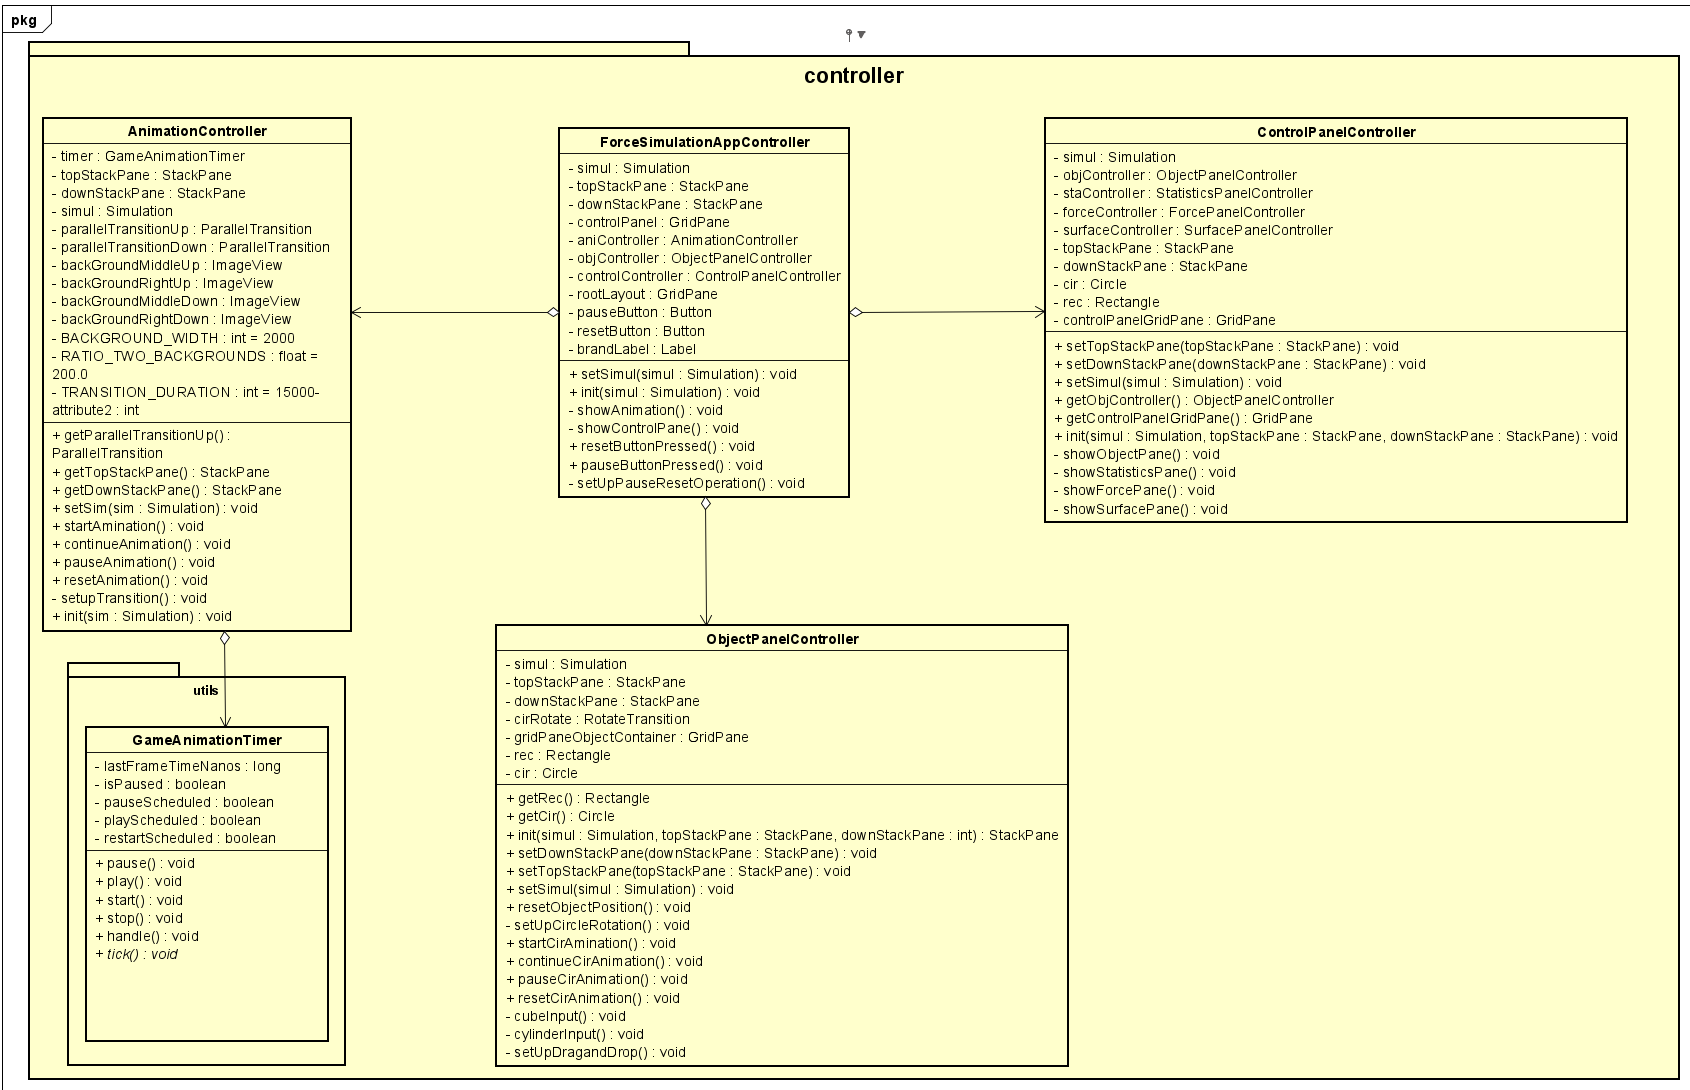 pkg
controller
AnimationController
- timer : GameAnimationTimer
- topStackPane : StackPane
- downStackPane : StackPane
- simul : Simulation
- parallelTransitionUp : ParallelTransition
- parallelTransitionDown : ParallelTransition
- backGroundMiddleUp : ImageView
- backGroundRightUp : ImageView
- backGroundMiddleDown : ImageView
- backGroundRightDown : ImageView
- BACKGROUND_WIDTH : int = 2000
- RATIO_TWO_BACKGROUNDS : float =
200.0
- TRANSITION_DURATION : int = 15000-
attribute2 : int
+ getParallelTransitionUp() :
ParallelTransition
+ getTopStackPane() : StackPane
+ getDownStackPane() : StackPane
+ setSim(sim : Simulation) : void
+ startAmination() : void
+ continueAnimation() : void
+ pauseAnimation() : void
+ resetAnimation() : void
- setupTransition() : void
+ init(sim : Simulation) : void
ForceSimulationAppController
- simul : Simulation
- topStackPane : StackPane
- downStackPane : StackPane
- controlPanel : GridPane
- aniController : AnimationController
- objController : ObjectPanelController
- controlController : ControlPanelController
- rootLayout : GridPane
- pauseButton : Button
- resetButton : Button
- brandLabel : Label
+ setSimul(simul : Simulation) : void
+ init(simul : Simulation) : void
- showAnimation() : void
- showControlPane() : void
+ resetButtonPressed() : void
+ pauseButtonPressed() : void
- setUpPauseResetOperation() : void
ControlPanelController
- simul : Simulation
- objController : ObjectPanelController
- staController : StatisticsPanelController
- forceController : ForcePanelController
- surfaceController : SurfacePanelController
- topStackPane : StackPane
- downStackPane : StackPane
- cir : Circle
- rec : Rectangle
- controlPanelGridPane : GridPane
+ setTopStackPane(topStackPane : StackPane) : void
+ setDownStackPane(downStackPane : StackPane) : void
+ setSimul(simul : Simulation) : void
+ getObjController() : ObjectPanelController
+ getControlPanelGridPane() : GridPane
+ init(simul : Simulation, topStackPane : StackPane, downStackPane : StackPane) : void
- showObjectPane() : void
- showStatisticsPane() : void
- showForcePane() : void
- showSurfacePane() : void
utils
GameAnimationTimer
- lastFrameTimeNanos : long
- isPaused : boolean
- pauseScheduled : boolean
- playScheduled : boolean
- restartScheduled : boolean
+ pause() : void
+ play() : void
+ start() : void
+ stop() : void
+ handle() : void
+ tick() : void
ObjectPanelController
- simul : Simulation
- topStackPane : StackPane
- downStackPane : StackPane
- cirRotate : RotateTransition
- gridPaneObjectContainer : GridPane
- rec : Rectangle
- cir : Circle
+ getRec() : Rectangle
+ getCir() : Circle
+ init(simul : Simulation, topStackPane : StackPane, downStackPane : int) : StackPane
+ setDownStackPane(downStackPane : StackPane) : void
+ setTopStackPane(topStackPane : StackPane) : void
+ setSimul(simul : Simulation) : void
+ resetObjectPosition() : void
- setUpCircleRotation() : void
+ startCirAmination() : void
+ continueCirAnimation() : void
+ pauseCirAnimation() : void
+ resetCirAnimation() : void
- cubeInput() : void
- cylinderInput() : void
- setUpDragandDrop() : void